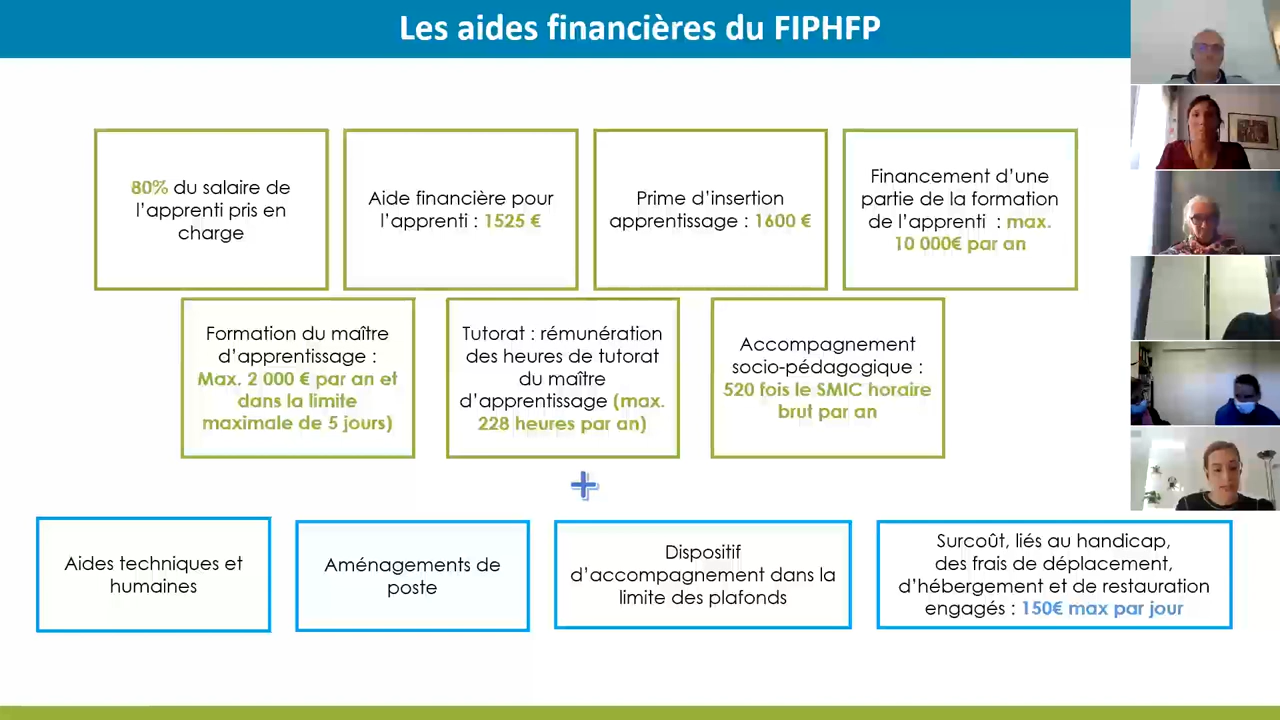 Les aides financières du FIPHFP
80% du salaire de
l'apprenti pris en
charge
Aide financière pour
l'apprenti : 1525 €
Prime d'insertion
apprentissage : 1600 €
Financement d'une
partie de la formation
de l'apprenti  : max.
10 000€ par an
Formation du maître
d'apprentissage :
Max. 2 000 € par an et
dans la limite
maximale de 5 jours)
Tutorat : rémunération
des heures de tutorat
du maître
d'apprentissage (max.
228 heures par an)
Accompagnement
socio-pédagogique :
520 fois le SMIC horaire
brut par an
+
Aides techniques et
humaines
Aménagements de
poste
Dispositif
d'accompagnement dans la
limite des plafonds
Surcoût, liés au handicap,
des frais de déplacement,
d'hébergement et de restauration
engagés : 150€ max par jour